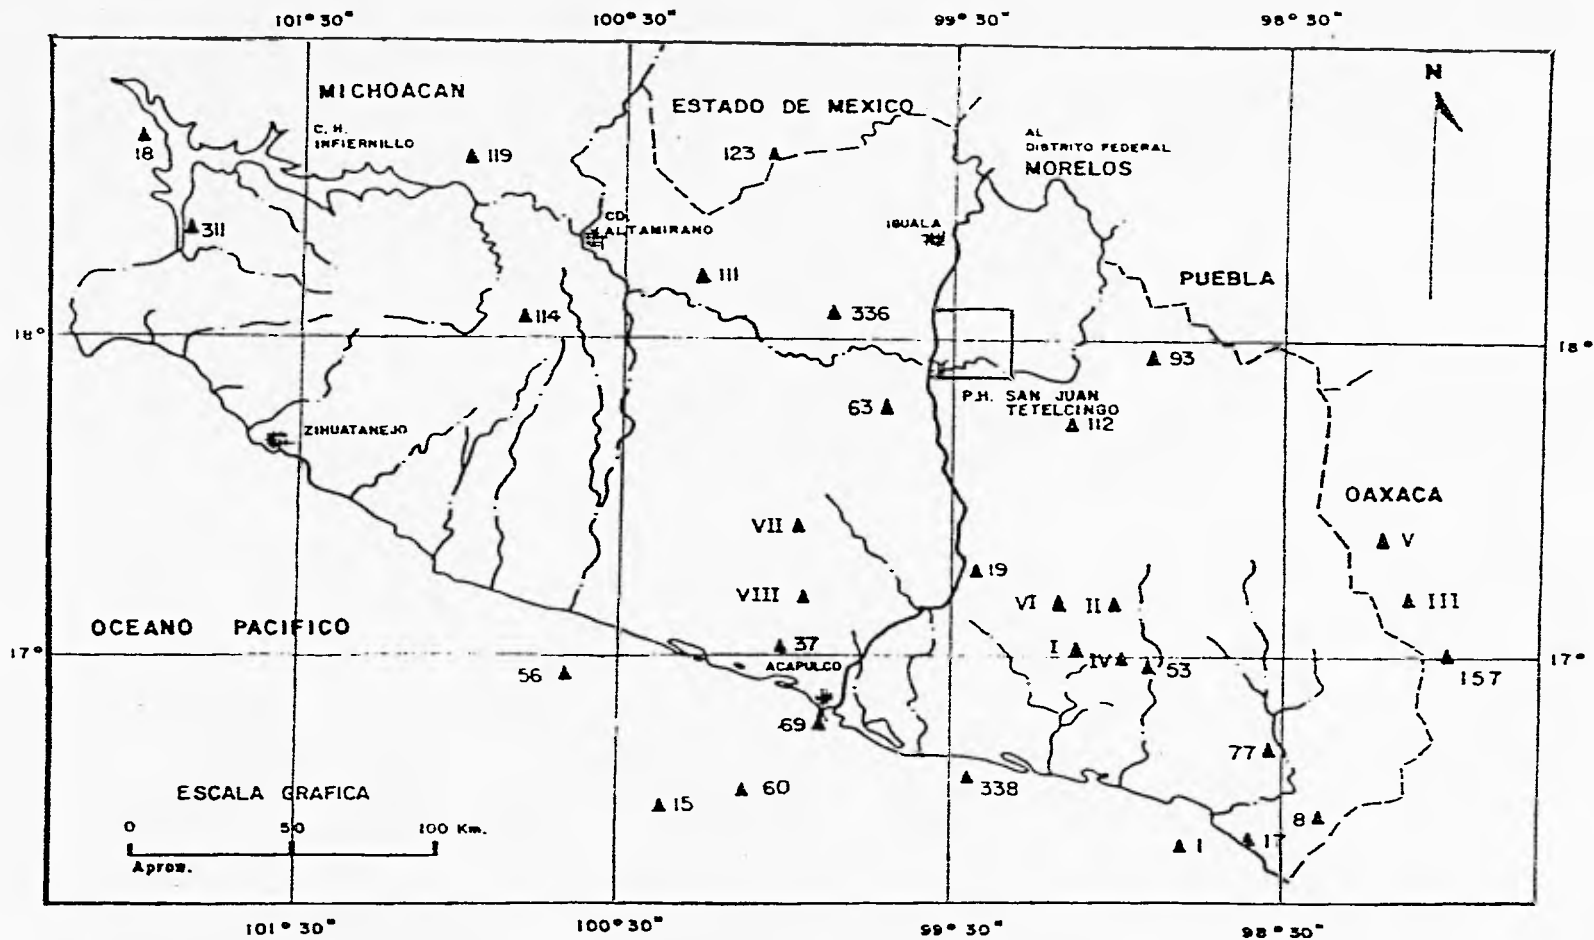 101° 30"
100° 30"
99° 30"
98° 30"
MICHOACAN
ESTADO DE MEXICO
N
C. H.
INFIERNILLO
18
119
123
AL
DISTRITO FEDERAL
MORELOS
311
CD.
ALTAMIRANO
IGUALA
111
PUEBLA
114
336
18°
18°
93
63
P.H. SAN JUAN
TETELCINGO
112
ZIHUATANEJO
OAXACA
VII
V
19
VIII
VI
II
III
OCEANO PACIFICO
37
I
IV
53
17°
17°
157
56
ACAPULCO
69
77
ESCALA GRAFICA
15
60
338
8
0
50
100 Km.
17
1
Aprox.
101° 30"
100° 30"
99° 30"
98° 30"